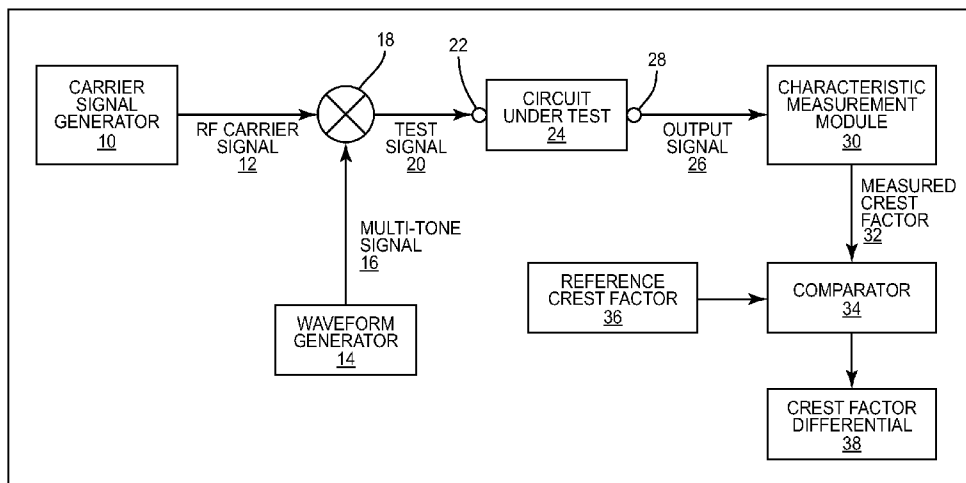 18
22
28
CARRIER
SIGNAL
GENERATOR
10
RF CARRIER
SIGNAL
12
TEST
SIGNAL
20
CIRCUIT
UNDER TEST
24
OUTPUT
SIGNAL
26
CHARACTERISTIC
MEASUREMENT
MODULE
30
MULTI-TONE
SIGNAL
16
MEASURED
CREST
FACTOR
32
WAVEFORM
GENERATOR
14
REFERENCE
CREST FACTOR
36
COMPARATOR
34
CREST FACTOR
DIFFERENTIAL
38